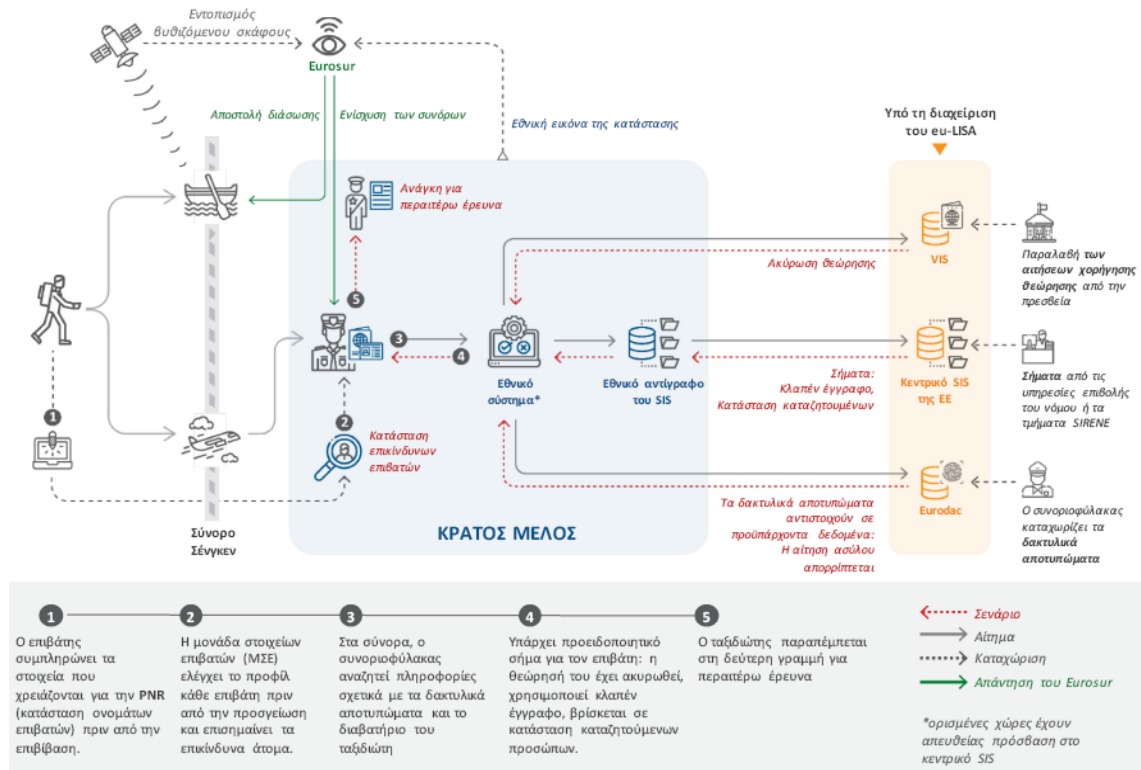 Εντοπισμός
βυθιζόμενου σκάφους
Eurosur
Αποστολή διάσωσης
Ενίσχυση των συνόρων
Εθνική εικόνα της κατάστασης
Υπό τη διαχείριση
του eu-LISA
Ανάγκη για
περαιτέρω έρευνα
VIS
Ακύρωση θεώρησης
Παραλαβή των
αιτήσεων χορήγησης
θεώρησης από την
πρεσβεία
5
3
4
Εθνικό
σύστημα*
Εθνικό αντίγραφο
του SIS
Σήματα:
Κλαπέν έγγραφο,
Κατάσταση καταζητουμένων
Κεντρικό SIS
της ΕΕ
Σήματα από τις
υπηρεσίες επιβολής
του νόμου ή τα
τμήματα SIRENE
1
2
Κατάσταση
επικίνδυνων
επιβατών
Σύνορο
Σένγκεν
ΚΡΑΤΟΣ ΜΕΛΟΣ
Τα δακτυλικά αποτυπώματα
αντιστοιχούν σε
προϋπάρχοντα δεδομένα:
Η αίτηση ασύλου
απορρίπτεται
Eurodac
Ο συνοριοφύλακας
καταχωρίζει τα
δακτυλικά
αποτυπώματα
1
Ο επιβάτης
συμπληρώνει τα
στοιχεία που
χρειάζονται για την PNR
(κατάσταση ονομάτων
επιβατών) πριν από την
επιβίβαση.
2
Η μονάδα στοιχείων
επιβατών (ΜΣΕ)
ελέγχει το προφίλ
κάθε επιβάτη πριν
από την προσγείωση
και επισημαίνει τα
επικίνδυνα άτομα.
3
Στα σύνορα, ο
συνοριοφύλακας
αναζητεί πληροφορίες
σχετικά με τα δακτυλικά
αποτυπώματα και το
διαβατήριο του
ταξιδιώτη
4
Υπάρχει προειδοποιητικό
σήμα για τον επιβάτη: η
θεώρησή του έχει ακυρωθεί,
χρησιμοποιεί κλαπέν
έγγραφο, βρίσκεται σε
κατάσταση καταζητούμενων
προσώπων.
5
Ο ταξιδιώτης παραπέμπεται
στη δεύτερη γραμμή για
περαιτέρω έρευνα
Σενάριο
Αίτημα
Καταχώριση
Απάντηση του Eurosur
*ορισμένες χώρες έχουν
απευθείας πρόσβαση στο
κεντρικό SIS